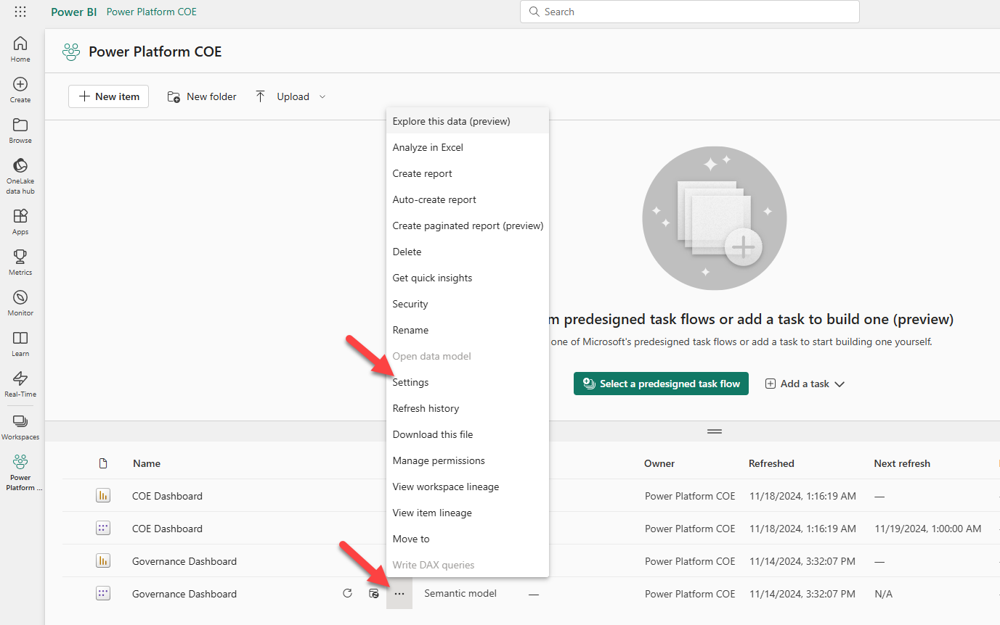 Power BI Power Platform COE
Search
Home
Create
Browse
OneLake
data hub
Apps
Metrics
Monitor
Learn
Real-Time
Workspaces
Power
Platform ...
Power Platform COE
New item
New folder
Upload
Explore this data (preview)
Analyze in Excel
Create report
Auto-create report
Create paginated report (preview)
Delete
Get quick insights
Security
Rename
Open data model
Settings
Refresh history
Download this file
Manage permissions
View workspace lineage
View item lineage
Move to
Write DAX queries
predesigned task flows or add a task to build one (preview)
one of Microsoft's predesigned task flows or add a task to start building one yourself.
Select a predesigned task flow
Add a task
Name Owner Refreshed Next refresh
COE Dashboard Power Platform COE 11/18/2024, 1:16:19 AM —
COE Dashboard Power Platform COE 11/18/2024, 1:16:19 AM 11/19/2024, 1:00:00 AM
Governance Dashboard Power Platform COE 11/14/2024, 3:32:07 PM —
Governance Dashboard ... Semantic model — Power Platform COE 11/14/2024, 3:32:07 PM N/A